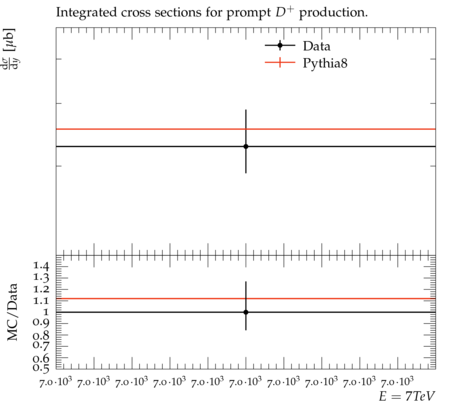 Integrated cross sections for prompt D⁺ production.
dσ/dy [μb]
Data
Pythia8
MC/Data
1.4
1.3
1.2
1.1
1
0.9
0.8
0.7
0.6
0.5
7.0·10³ 7.0·10³ 7.0·10³ 7.0·10³ 7.0·10³ 7.0·10³ 7.0·10³ 7.0·10³ 7.0·10³ 7.0·10³
E = 7TeV